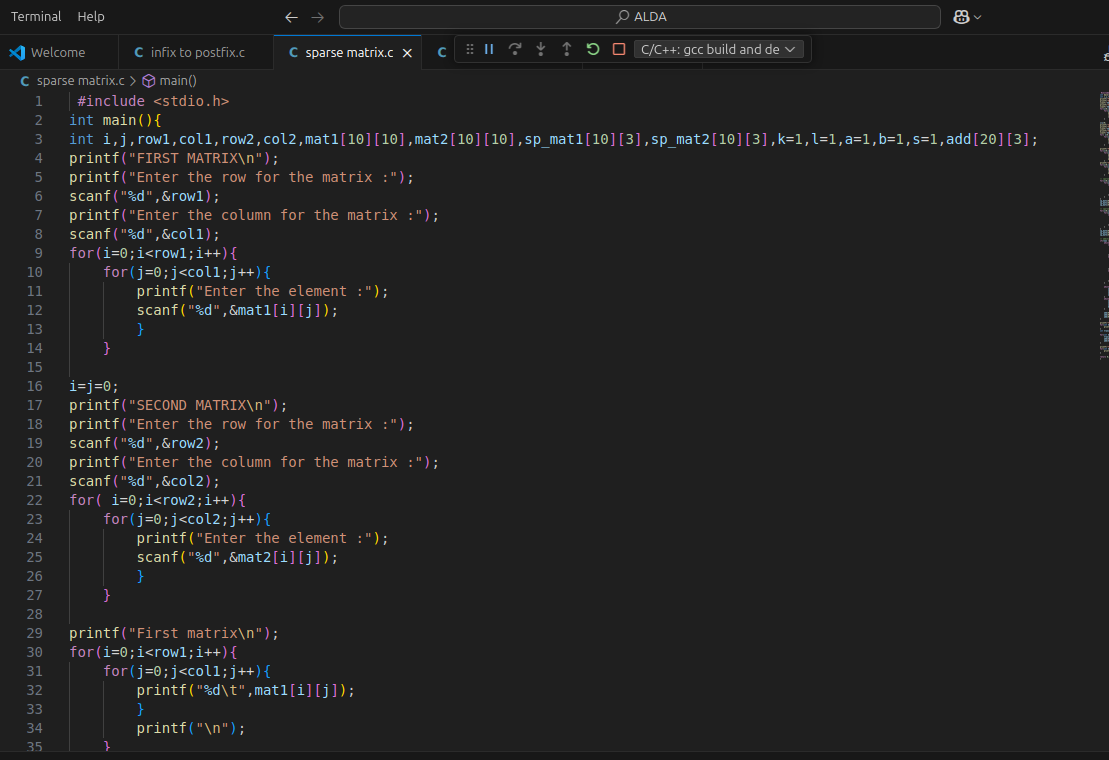 Terminal Help ALDA
Welcome infix to postfix.c sparse matrix.c C/C++: gcc build and de
sparse matrix.c > main()
1 #include <stdio.h>
2 int main(){
3 int i,j,row1,col1,row2,col2,mat1[10][10],mat2[10][10],sp_mat1[10][3],sp_mat2[10][3],k=1,l=1,a=1,b=1,s=1,add[20][3];
4 printf("FIRST MATRIX\n");
5 printf("Enter the row for the matrix :");
6 scanf("%d",&row1);
7 printf("Enter the column for the matrix :");
8 scanf("%d",&col1);
9 for(i=0;i<row1;i++){
10     for(j=0;j<col1;j++){
11         printf("Enter the element :");
12         scanf("%d",&mat1[i][j]);
13         }
14     }
15
16 i=j=0;
17 printf("SECOND MATRIX\n");
18 printf("Enter the row for the matrix :");
19 scanf("%d",&row2);
20 printf("Enter the column for the matrix :");
21 scanf("%d",&col2);
22 for( i=0;i<row2;i++){
23     for(j=0;j<col2;j++){
24         printf("Enter the element :");
25         scanf("%d",&mat2[i][j]);
26         }
27     }
28
29 printf("First matrix\n");
30 for(i=0;i<row1;i++){
31     for(j=0;j<col1;j++){
32         printf("%d\t",mat1[i][j]);
33         }
34         printf("\n");
35     }